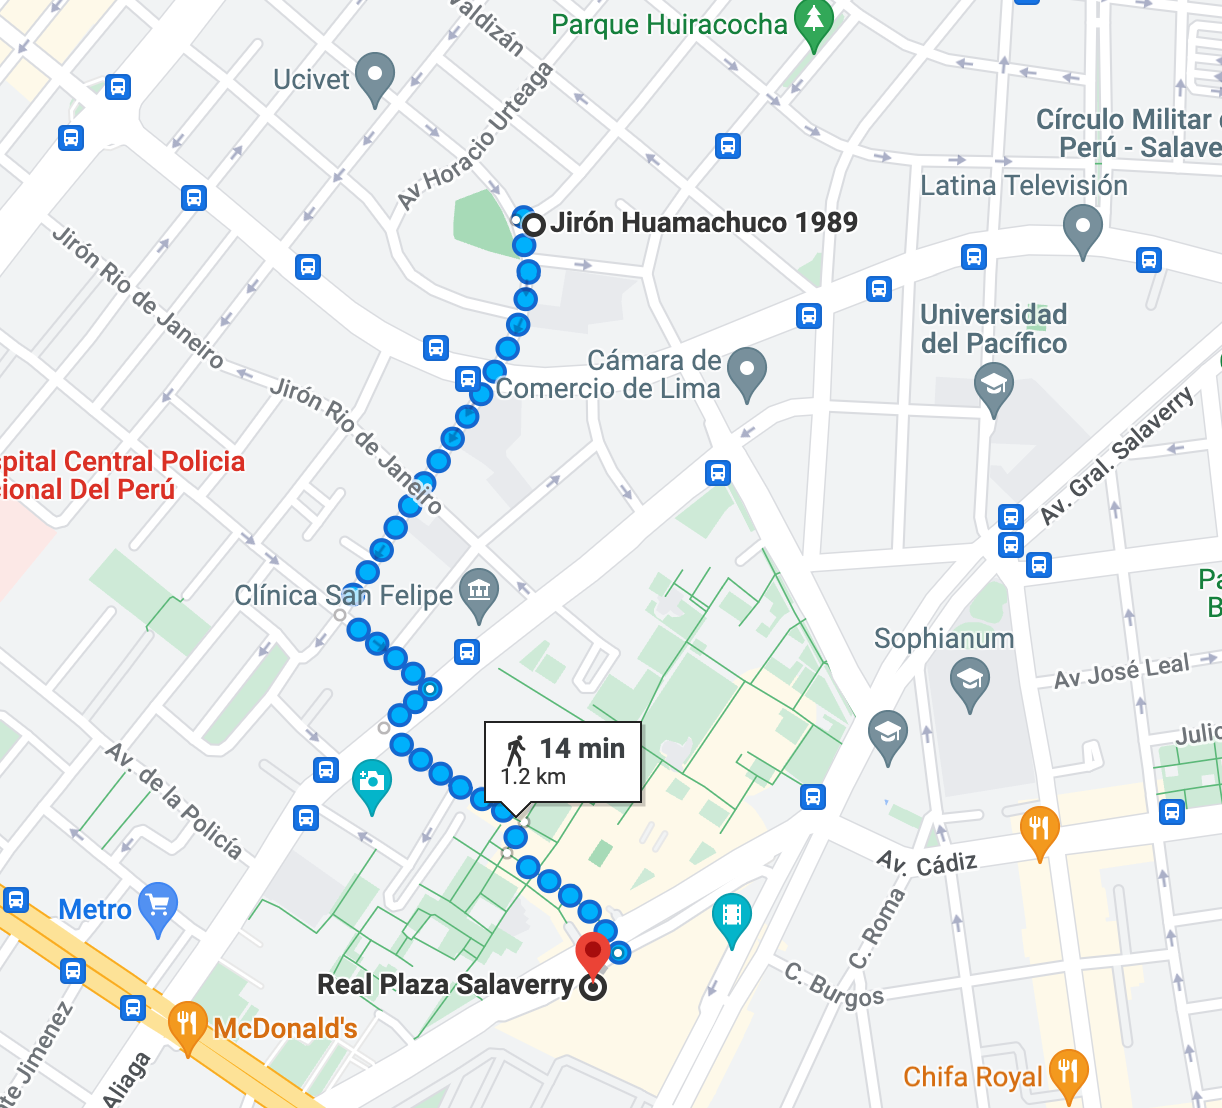 Valdizán
Parque Huiracocha
Ucivet
Av Horacio Urteaga
Círculo Militar
Perú - Salave
Latina Televisión
Jirón Huamachuco 1989
Jirón Rio de Janeiro
Universidad
del Pacífico
Cámara de
Comercio de Lima
Jirón Rio de Janeiro
Av. Gral. Salaverry
spital Central Policia
cional Del Perú
Clínica San Felipe
Pa
B
Sophianum
Av José Leal
Julio
14 min
1.2 km
Av. de la Policía
Av. Cádiz
Metro
C. Roma
Real Plaza Salaverry
C. Burgos
McDonald's
te Jimenez
Aliaga
Chifa Royal